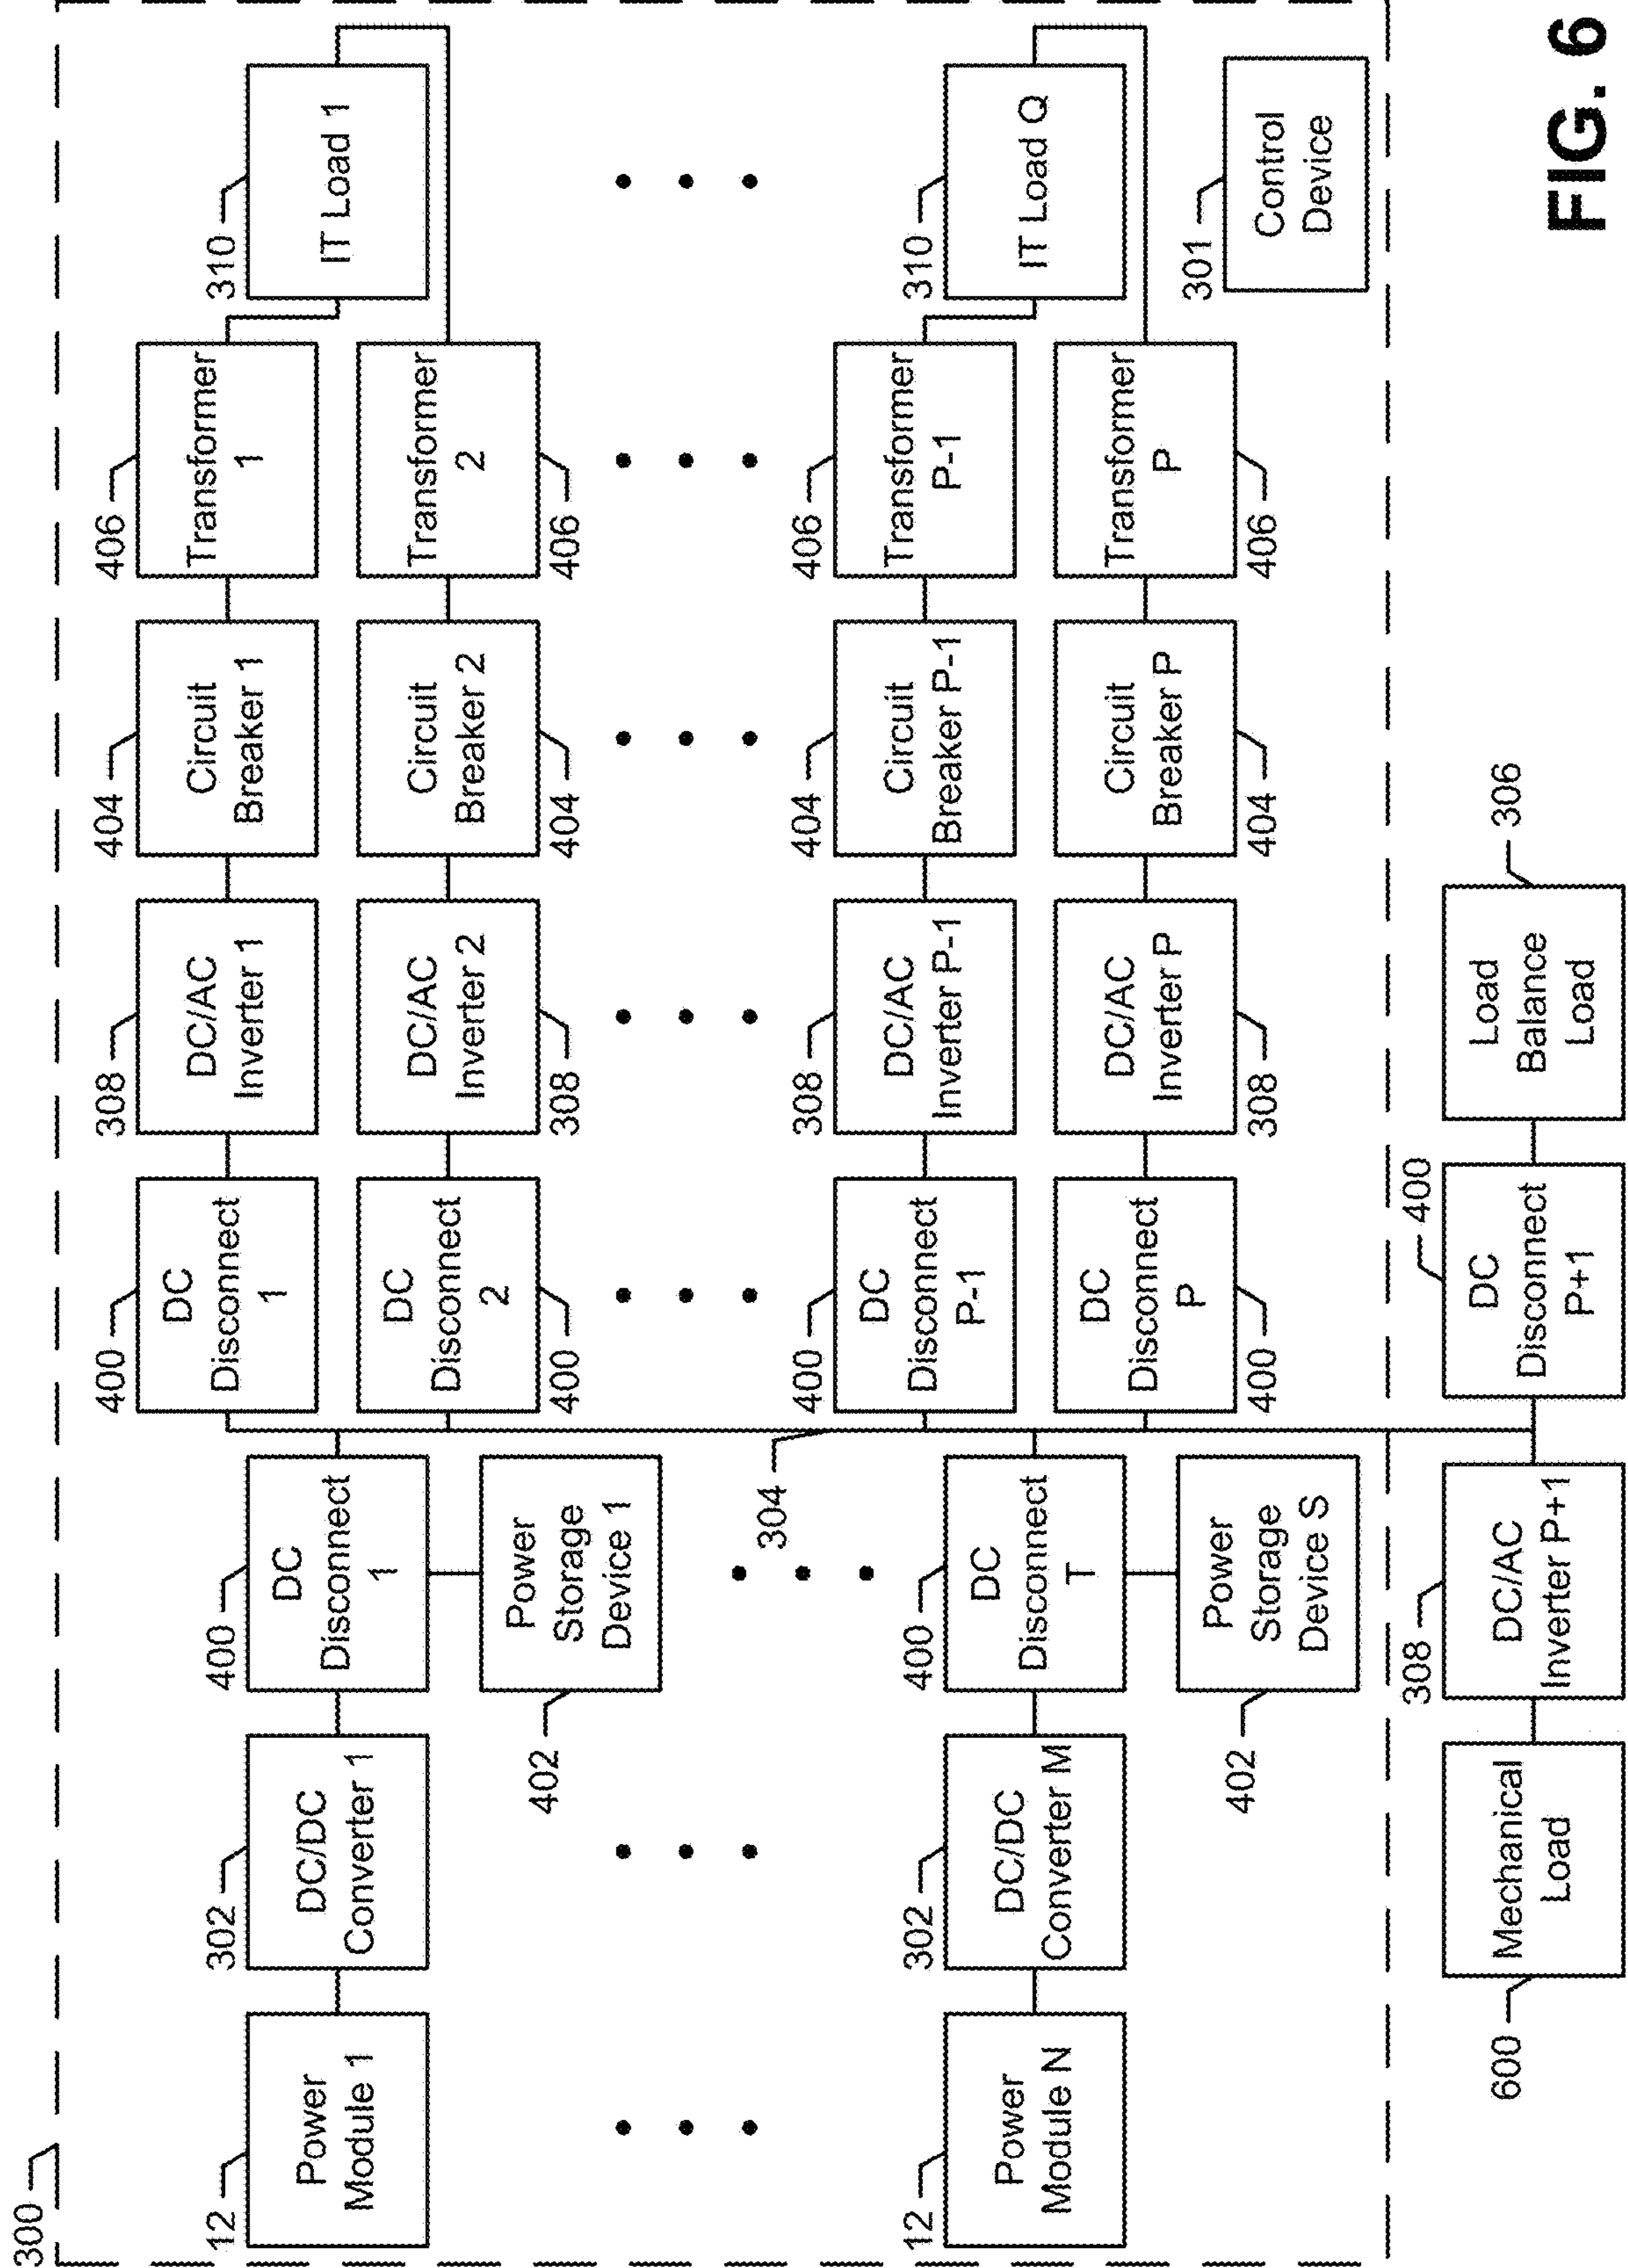 300
12
Power
Module 1
302
DC/DC
Converter 1
400
DC
Disconnect
1
402
Power
Storage
Device 1
400
DC
Disconnect
1
308
DC/AC
Inverter 1
404
Circuit
Breaker 1
406
Transformer
1
310
IT Load 1
DC
Disconnect
2
400
DC/AC
Inverter 2
308
Circuit
Breaker 2
404
Transformer
2
406
304
12
Power
Module N
302
DC/DC
Converter M
400
DC
Disconnect
T
402
Power
Storage
Device S
400
DC
Disconnect
P-1
308
DC/AC
Inverter P-1
404
Circuit
Breaker P-1
406
Transformer
P-1
310
IT Load Q
DC
Disconnect
P
400
DC/AC
Inverter P
308
Circuit
Breaker P
404
Transformer
P
406
301
Control
Device
600
Mechanical
Load
308
DC/AC
Inverter P+1
400
DC
Disconnect
P+1
Load
Balance
Load
306
FIG. 6